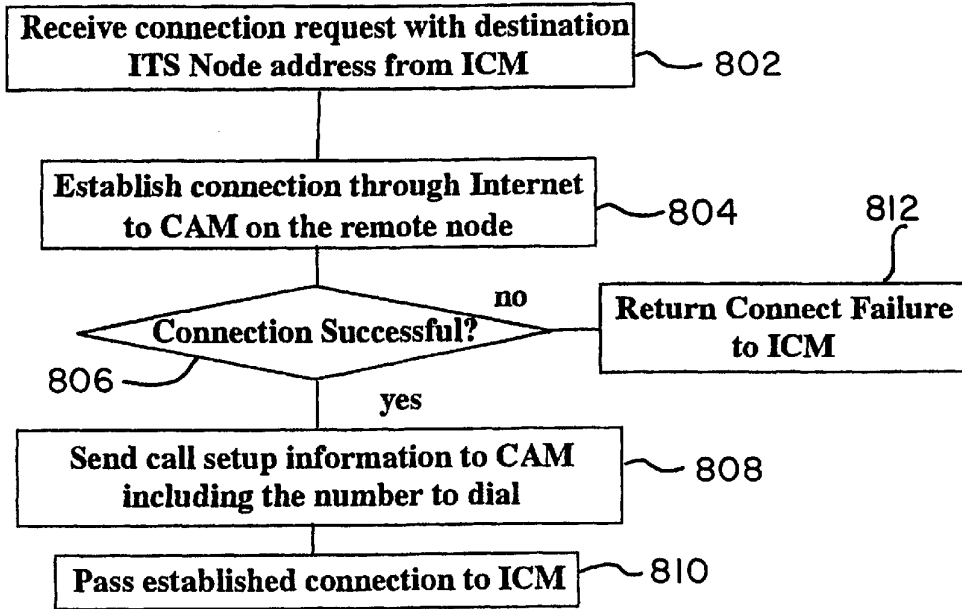 Receive connection request with destination
ITS Node address from ICM
802
Establish connection through Internet
to CAM on the remote node
804
812
Connection Successful?
no
Return Connect Failure
to ICM
806
yes
Send call setup information to CAM
including the number to dial
808
Pass established connection to ICM
810